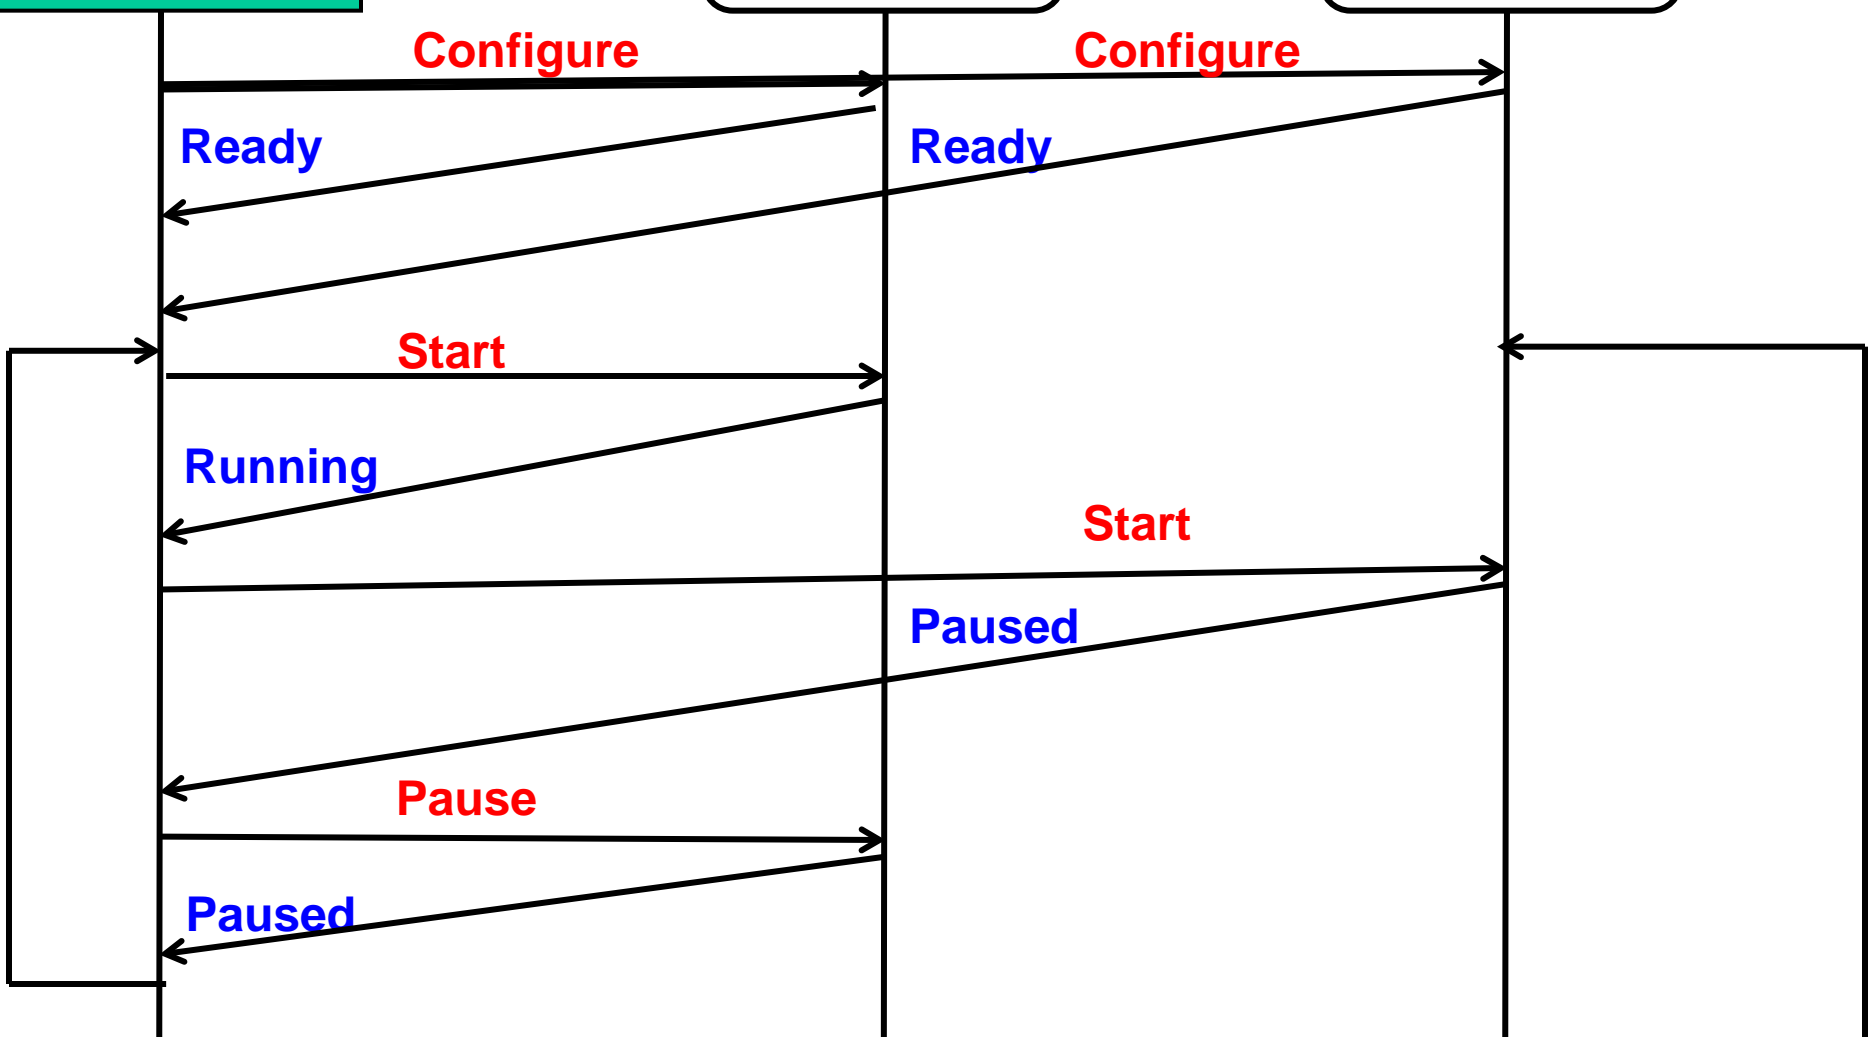 Configure
Configure
Ready
Ready
Start
Running
Start
Paused
Pause
Paused